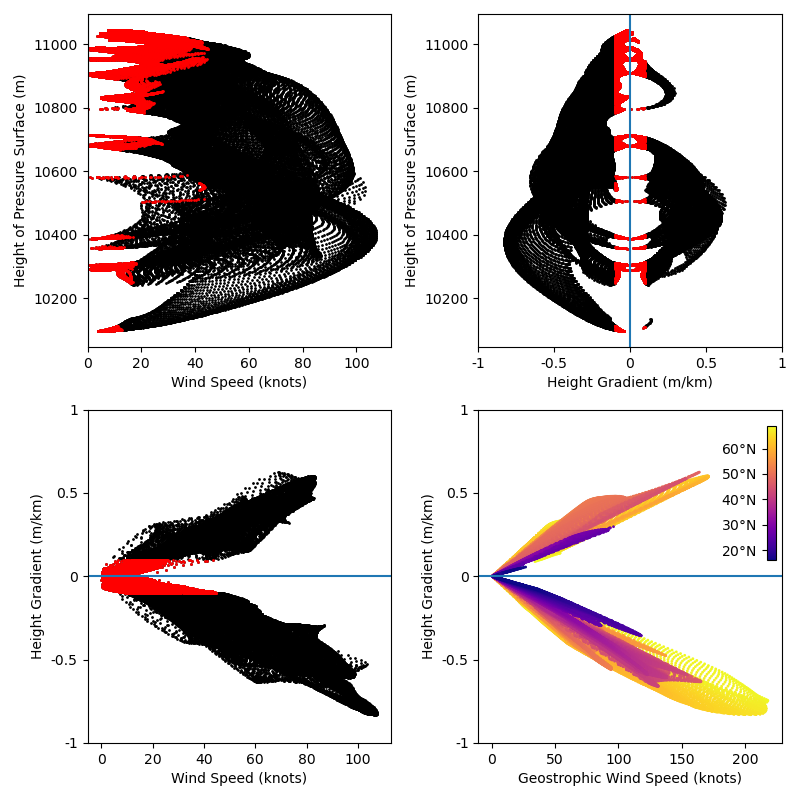 11000
10800
10600
10400
10200
Height of Pressure Surface (m)
0 20 40 60 80 100
Wind Speed (knots)
11000
10800
10600
10400
10200
Height of Pressure Surface (m)
-1 -0.5 0 0.5 1
Height Gradient (m/km)
1
0.5
0
-0.5
-1
Height Gradient (m/km)
0 20 40 60 80 100
Wind Speed (knots)
1
0.5
0
-0.5
-1
Height Gradient (m/km)
60°N
50°N
40°N
30°N
20°N
0 50 100 150 200
Geostrophic Wind Speed (knots)